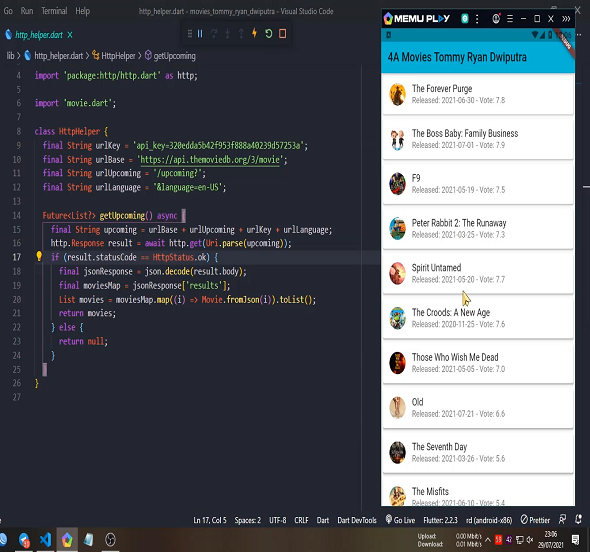 Go Run Terminal Help
http_helper.dart - movies_tommy_ryan_dwiputra - Visual Studio Code
http_helper.dart
lib > http_helper.dart > HttpHelper > getUpcoming
4 import 'package:http/http.dart' as http;
5
6 import 'movie.dart';
7
8 class HttpHelper {
9 final String urlKey = 'api_key=320edda5b42f953f888a40239d57253a';
10 final String urlBase = 'https://api.themoviedb.org/3/movie';
11 final String urlUpcoming = '/upcoming?';
12 final String urlLanguage = '&language=en-US';
13
14 Future<List?> getUpcoming() async {
15 final String upcoming = urlBase + urlUpcoming + urlKey + urlLanguage;
16 http.Response result = await http.get(Uri.parse(upcoming));
17 if (result.statusCode == HttpStatus.ok) {
18 final jsonResponse = json.decode(result.body);
19 final moviesMap = jsonResponse['results'];
20 List movies = moviesMap.map((i) => Movie.fromJson(i)).toList();
21 return movies;
22 } else {
23 return null;
24 }
25 }
26 }
27
MEMU PLAY
4A Movies Tommy Ryan Dwiputra
The Forever Purge
Released: 2021-06-30 - Vote: 7.8
The Boss Baby: Family Business
Released: 2021-07-01 - Vote: 7.9
F9
Released: 2021-05-19 - Vote: 7.5
Peter Rabbit 2: The Runaway
Released: 2021-03-25 - Vote: 7.3
Spirit Untamed
Released: 2021-05-20 - Vote: 7.7
The Croods: A New Age
Released: 2020-11-25 - Vote: 7.6
Those Who Wish Me Dead
Released: 2021-05-05 - Vote: 7.0
Old
Released: 2021-07-21 - Vote: 6.6
The Seventh Day
Released: 2021-03-26 - Vote: 5.6
The Misfits
Released: 2021-06-10 - Vote: 5.4
Ln 17, Col 5 Spaces: 2 UTF-8 CRLF Dart Dart DevTools Go Live Flutter: 2.2.3 rd (android-x86) Prettier
Upload: 0.00 Mb/s
Download: 0.01 Mb/s
23:06
29/07/2021